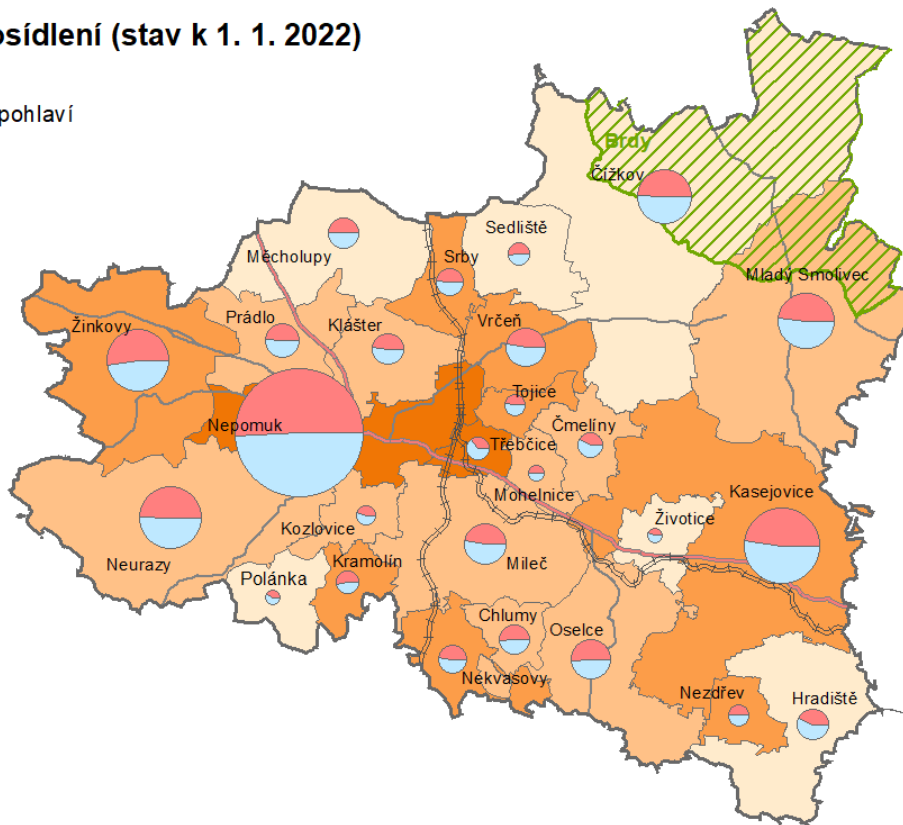 osídlení (stav k 1. 1. 2022)
pohlaví
Brdy
Čížkov
Sedliště
Měcholupy
Srby
Mladý Smolivec
Žinkovy
Prádlo
Klášter
Vrčeň
Tojice
Nepomuk
Čmelíny
Třebčice
Mohelnice
Kasejovice
Kozlovice
Životice
Neurazy
Kramolín
Mileč
Polánka
Chlumy
Oselce
Nekvasovy
Nezdřev
Hradiště